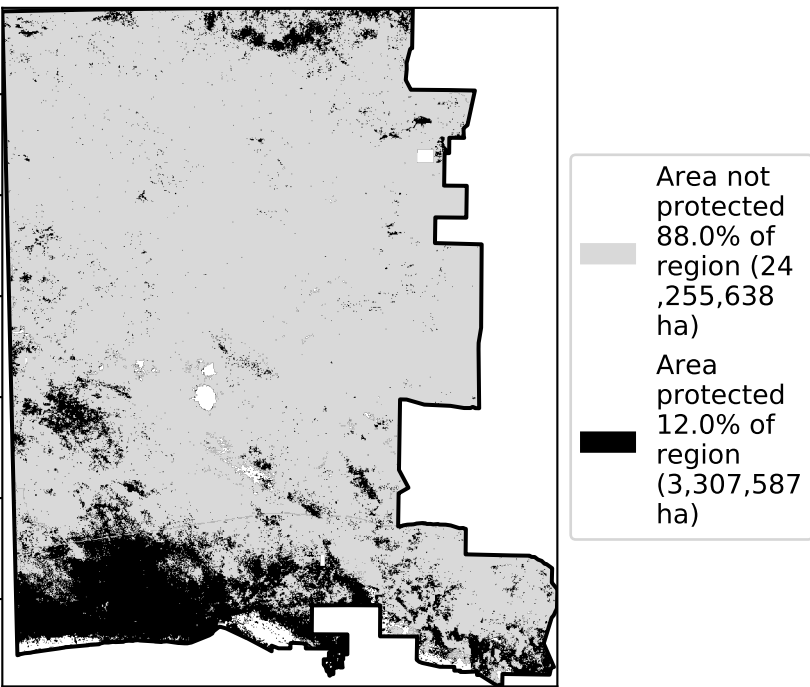 Area not
protected
88.0% of
region (24
,255,638
ha)
Area
protected
12.0% of
region
(3,307,587
ha)